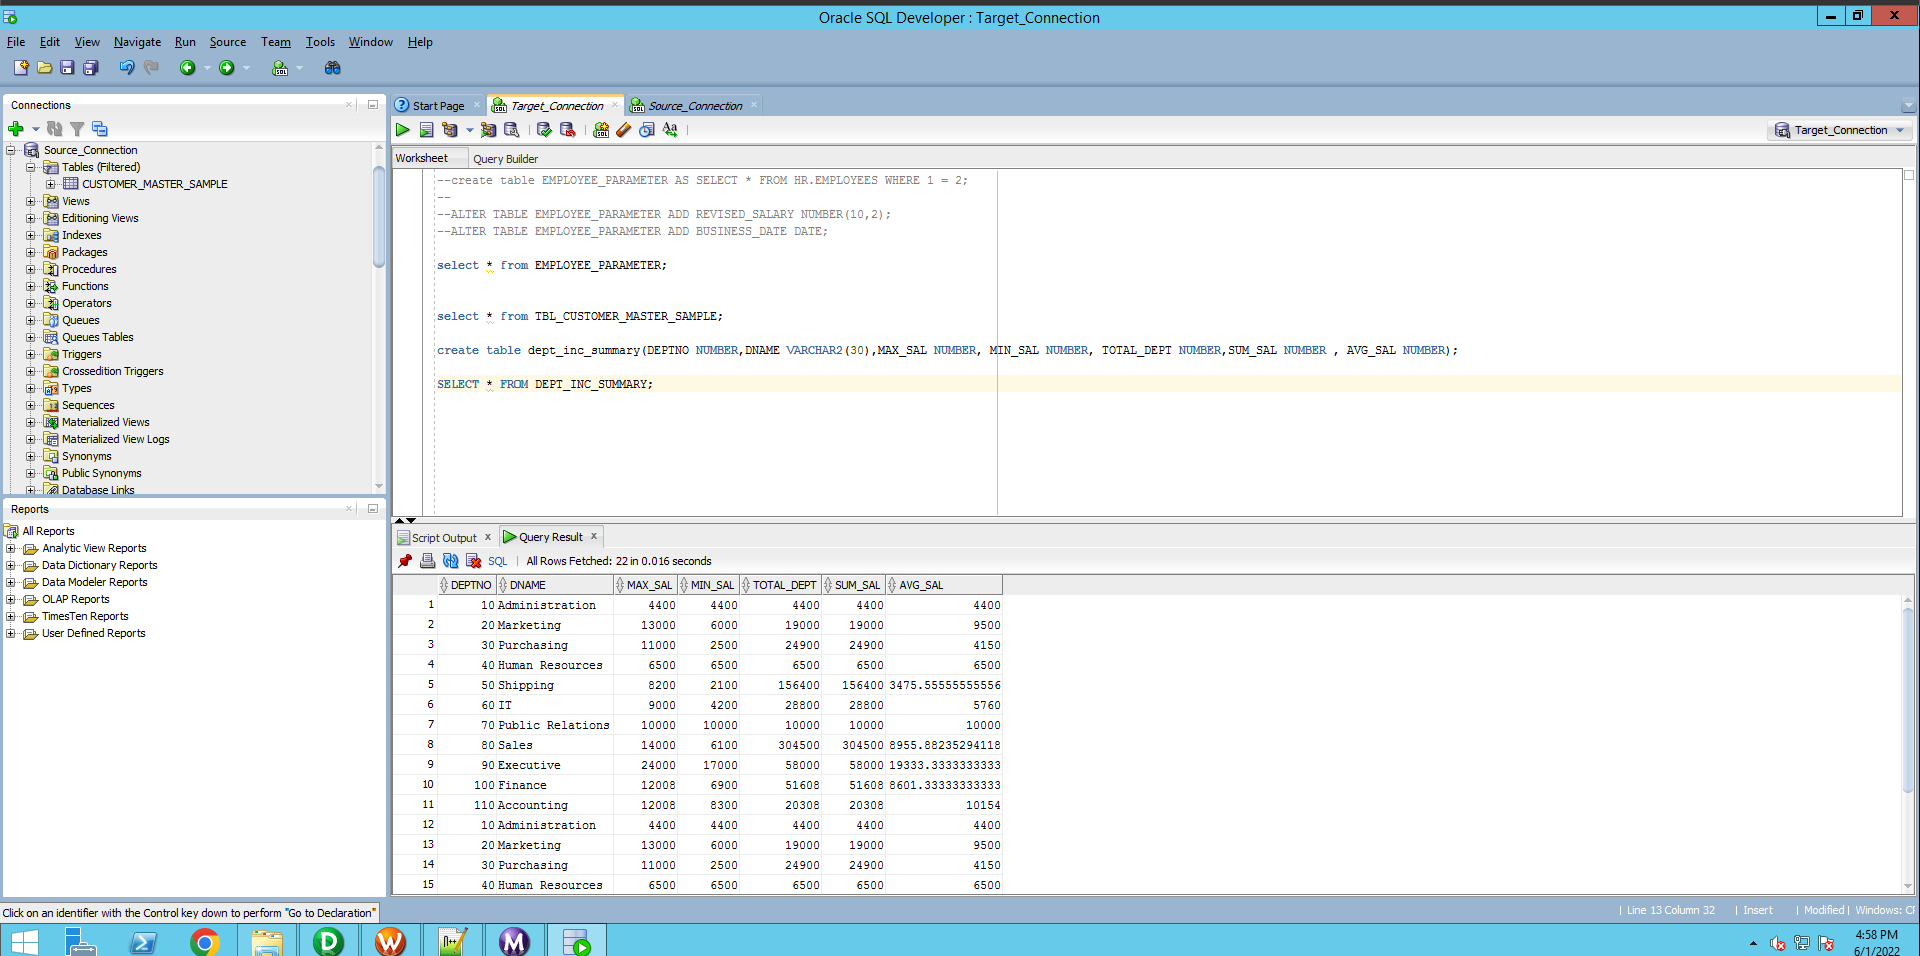 Oracle SQL Developer : Target_Connection
File Edit View Navigate Run Source Team Tools Window Help
Connections
Source_Connection
Tables (Filtered)
CUSTOMER_MASTER_SAMPLE
Views
Editioning Views
Indexes
Packages
Procedures
Functions
Operators
Queues
Queues Tables
Triggers
Crossedition Triggers
Types
Sequences
Materialized Views
Materialized View Logs
Synonyms
Public Synonyms
Database Links
Reports
All Reports
Analytic View Reports
Data Dictionary Reports
Data Modeler Reports
OLAP Reports
TimesTen Reports
User Defined Reports
Start Page Target_Connection Source_Connection
Target_Connection
Worksheet Query Builder
--create table EMPLOYEE_PARAMETER AS SELECT * FROM HR.EMPLOYEES WHERE 1 = 2;
--
--ALTER TABLE EMPLOYEE_PARAMETER ADD REVISED_SALARY NUMBER(10,2);
--ALTER TABLE EMPLOYEE_PARAMETER ADD BUSINESS_DATE DATE;
select * from EMPLOYEE_PARAMETER;
select * from TBL_CUSTOMER_MASTER_SAMPLE;
create table dept_inc_summary(DEPTNO NUMBER,DNAME VARCHAR2(30),MAX_SAL NUMBER, MIN_SAL NUMBER, TOTAL_DEPT NUMBER,SUM_SAL NUMBER , AVG_SAL NUMBER);
SELECT * FROM DEPT_INC_SUMMARY;
Script Output Query Result
SQL All Rows Fetched: 22 in 0.016 seconds
DEPTNO DNAME MAX_SAL MIN_SAL TOTAL_DEPT SUM_SAL AVG_SAL
1 10 Administration 4400 4400 4400 4400 4400
2 20 Marketing 13000 6000 19000 19000 9500
3 30 Purchasing 11000 2500 24900 24900 4150
4 40 Human Resources 6500 6500 6500 6500 6500
5 50 Shipping 8200 2100 156400 156400 3475.55555555556
6 60 IT 9000 4200 28800 28800 5760
7 70 Public Relations 10000 10000 10000 10000 10000
8 80 Sales 14000 6100 304500 304500 8955.88235294118
9 90 Executive 24000 17000 58000 58000 19333.3333333333
10 100 Finance 12008 6900 51608 51608 8601.33333333333
11 110 Accounting 12008 8300 20308 20308 10154
12 10 Administration 4400 4400 4400 4400 4400
13 20 Marketing 13000 6000 19000 19000 9500
14 30 Purchasing 11000 2500 24900 24900 4150
15 40 Human Resources 6500 6500 6500 6500 6500
Click on an identifier with the Control key down to perform "Go to Declaration"
Line 13 Column 32 Insert Modified Windows: CF
4:58 PM
6/1/2022